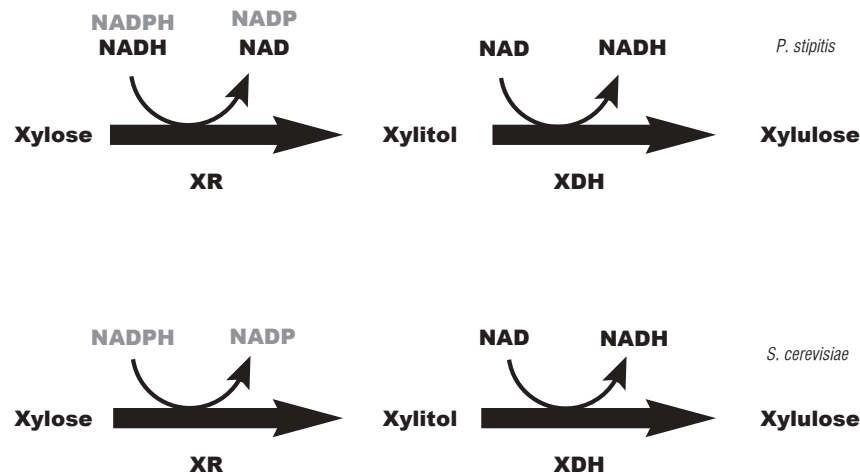 NADPH NADP
NADH NAD NAD NADH P. stipitis
Xylose Xylitol Xylulose
XR XDH
NADPH NADP NAD NADH S. cerevisiae
Xylose Xylitol Xylulose
XR XDH